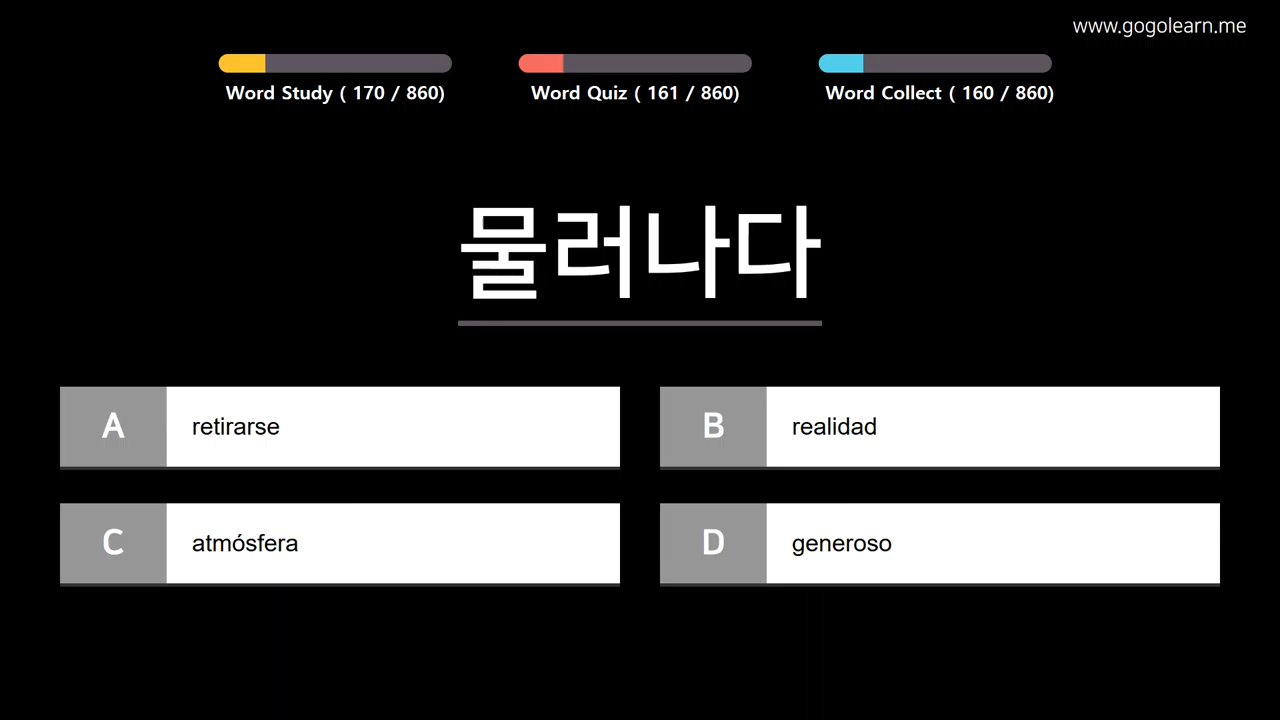 www.gogolearn.me
Word Study ( 170 / 860)
Word Quiz ( 161 / 860)
Word Collect ( 160 / 860)
물러나다
A retirarse
B realidad
C atmósfera
D generoso